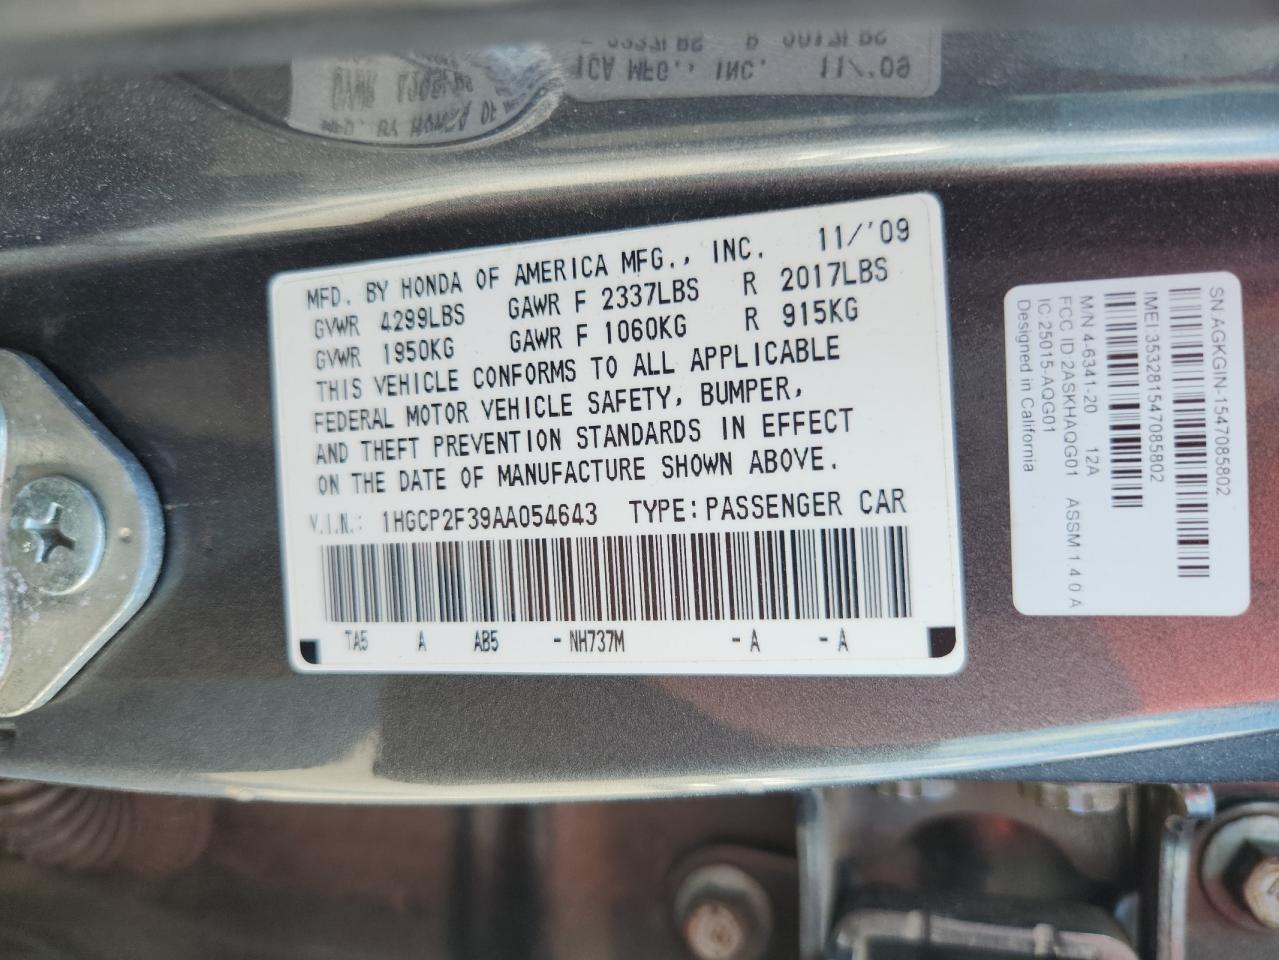 MFD. BY HONDA OF AMERICA MFG., INC. 11/'09
GVWR 4299LBS GAWR F 2337LBS R 2017LBS
GVWR 1950KG GAWR F 1060KG R 915KG
THIS VEHICLE CONFORMS TO ALL APPLICABLE
FEDERAL MOTOR VEHICLE SAFETY, BUMPER,
AND THEFT PREVENTION STANDARDS IN EFFECT
ON THE DATE OF MANUFACTURE SHOWN ABOVE.
V.I.N.: 1HGCP2F39AA054643 TYPE: PASSENGER CAR
TA5 A AB5 - NH737M - A - A
SN AGKGIN-1547085802
IMEI 353281547085802
M/N 4-6341-20 12A
FCC ID 2ASKHAQG01 ASSM 1 4 0 A
IC 25015-AQG01
Designed in California